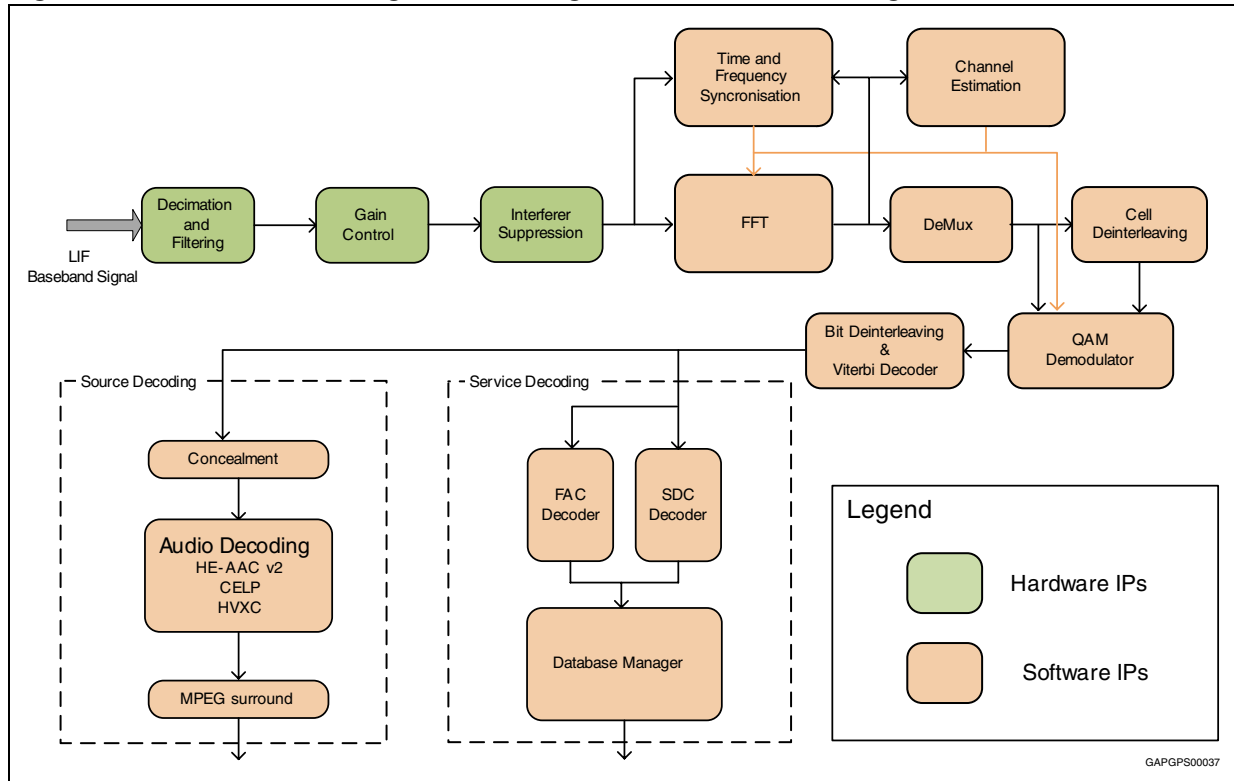 Time and
Frequency
Syncronisation
Channel
Estimation
Decimation
and
Filtering
Gain
Control
Interferer
Suppression
FFT
DeMux
Cell
Deinterleaving
LIF
Baseband Signal
Bit Deinterleaving
&
Viterbi Decoder
QAM
Demodulator
Source Decoding
Service Decoding
Concealment
FAC
Decoder
SDC
Decoder
Audio Decoding
HE-AAC v2
CELP
HVXC
Database Manager
MPEG surround
Legend
Hardware IPs
Software IPs
GAPGPS00037